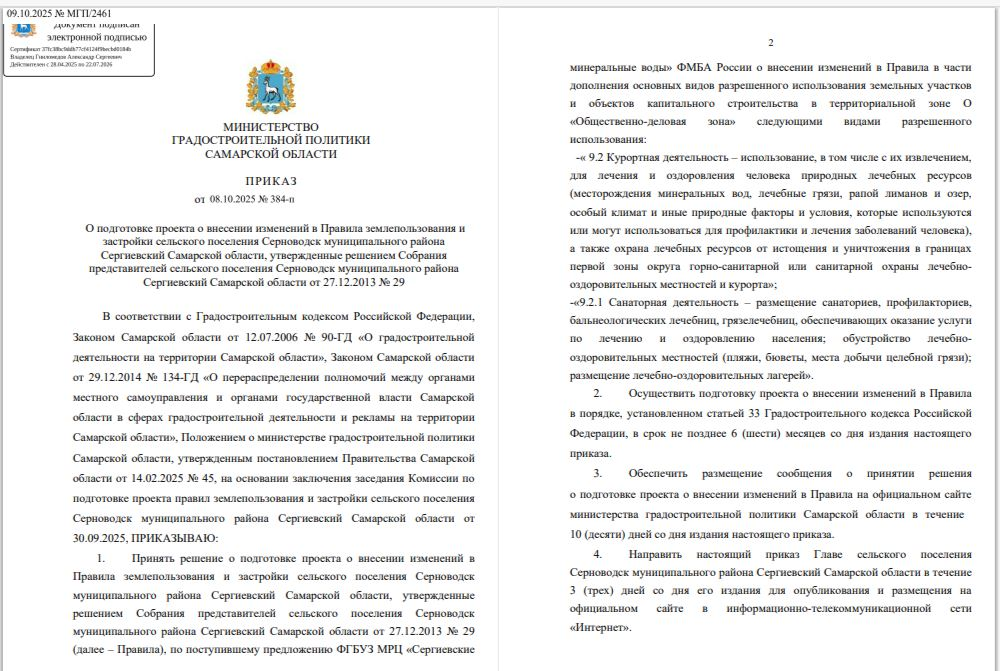 09.10.2025 № МГП/2461
Документ подписан
электронной подписью
Владелец Гниломедов Александр Сергеевич
Действителен с 28.04.2025 по 22.07.2026
МИНИСТЕРСТВО
ГРАДОСТРОИТЕЛЬНОЙ ПОЛИТИКИ
САМАРСКОЙ ОБЛАСТИ
ПРИКАЗ
от 08.10.2025 № 384-п
О подготовке проекта о внесении изменений в Правила землепользования и
застройки сельского поселения Серноводск муниципального района
Сергиевский Самарской области, утвержденные решением Собрания
представителей сельского поселения Серноводск муниципального района
Сергиевский Самарской области от 27.12.2013 № 29
В соответствии с Градостроительным кодексом Российской Федерации,
Законом Самарской области от 12.07.2006 № 90-ГД «О градостроительной
деятельности на территории Самарской области», Законом Самарской области
от 29.12.2014 № 134-ГД «О перераспределении полномочий между органами
местного самоуправления и органами государственной власти Самарской
области в сферах градостроительной деятельности и рекламы на территории
Самарской области», Положением о министерстве градостроительной политики
Самарской области, утвержденным постановлением Правительства Самарской
области от 14.02.2025 № 45, на основании заключения заседания Комиссии по
подготовке проекта правил землепользования и застройки сельского поселения
Серноводск муниципального района Сергиевский Самарской области от
30.09.2025, ПРИКАЗЫВАЮ:
1. Принять решение о подготовке проекта о внесении изменений в
Правила землепользования и застройки сельского поселения Серноводск
муниципального района Сергиевский Самарской области, утвержденные
решением Собрания представителей сельского поселения Серноводск
муниципального района Сергиевский Самарской области от 27.12.2013 № 29
(далее – Правила), по поступившему предложению ФГБУЗ МРЦ «Сергиевские
2
минеральные воды» ФМБА России о внесении изменений в Правила в части
дополнения основных видов разрешенного использования земельных участков
и объектов капитального строительства в территориальной зоне О
«Общественно-деловая зона» следующими видами разрешенного
использования:
-« 9.2 Курортная деятельность – использование, в том числе с их извлечением,
для лечения и оздоровления человека природных лечебных ресурсов
(месторождения минеральных вод, лечебные грязи, рапой лиманов и озер,
особый климат и иные природные факторы и условия, которые используются
или могут использоваться для профилактики и лечения заболеваний человека),
а также охрана лечебных ресурсов от истощения и уничтожения в границах
первой зоны округа горно-санитарной или санитарной охраны лечебно-
оздоровительных местностей и курорта»;
-«9.2.1 Санаторная деятельность – размещение санаториев, профилакториев,
бальнеологических лечебниц, грязелечебниц, обеспечивающих оказание услуги
по лечению и оздоровлению населения; обустройство лечебно-
оздоровительных местностей (пляжи, бюветы, места добычи целебной грязи);
размещение лечебно-оздоровительных лагерей».
2. Осуществить подготовку проекта о внесении изменений в Правила
в порядке, установленном статьей 33 Градостроительного кодекса Российской
Федерации, в срок не позднее 6 (шести) месяцев со дня издания настоящего
приказа.
3. Обеспечить размещение сообщения о принятии решения
о подготовке проекта о внесении изменений в Правила на официальном сайте
министерства градостроительной политики Самарской области в течение
10 (десяти) дней со дня издания настоящего приказа.
4. Направить настоящий приказ Главе сельского поселения
Серноводск муниципального района Сергиевский Самарской области в течение
3 (трех) дней со дня его издания для опубликования и размещения на
официальном сайте в информационно-телекоммуникационной сети
«Интернет».